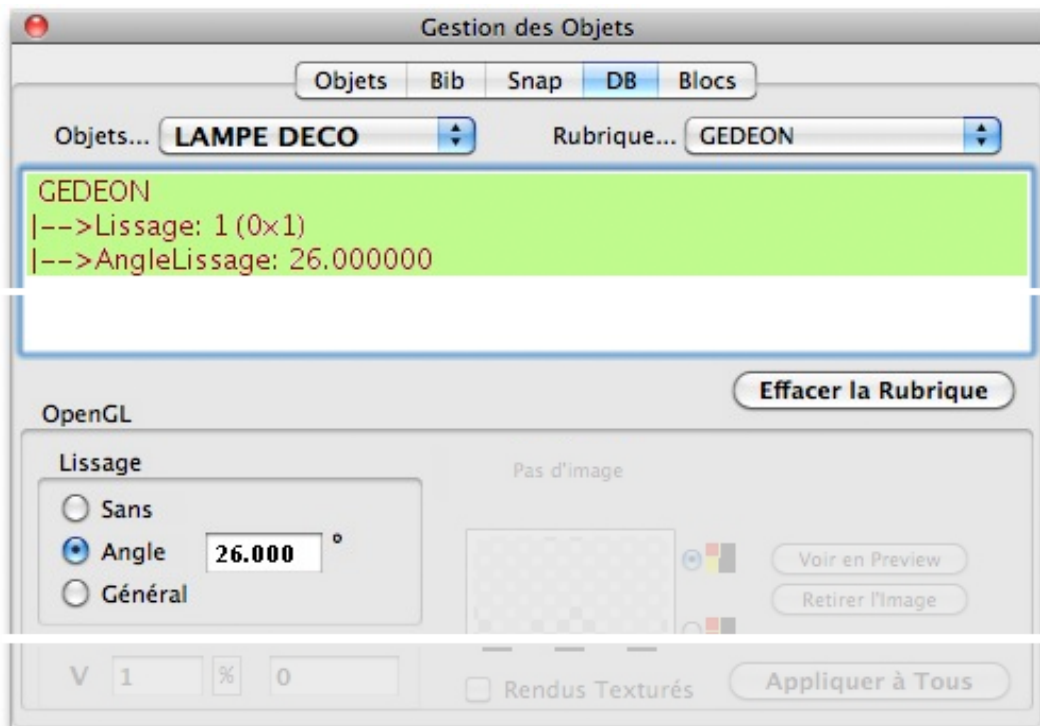 Gestion des Objets
Objets Bib Snap DB Blocs
Objets... LAMPE DECO Rubrique... GEDEON
GEDEON
|-->Lissage: 1 (0x1)
|-->AngleLissage: 26.000000
Effacer la Rubrique
OpenGL
Lissage
Pas d'image
Sans
Angle 26.000 °
Voir en Preview
Général
Retirer l'Image
V 1 % 0
Rendus Texturés Appliquer à Tous